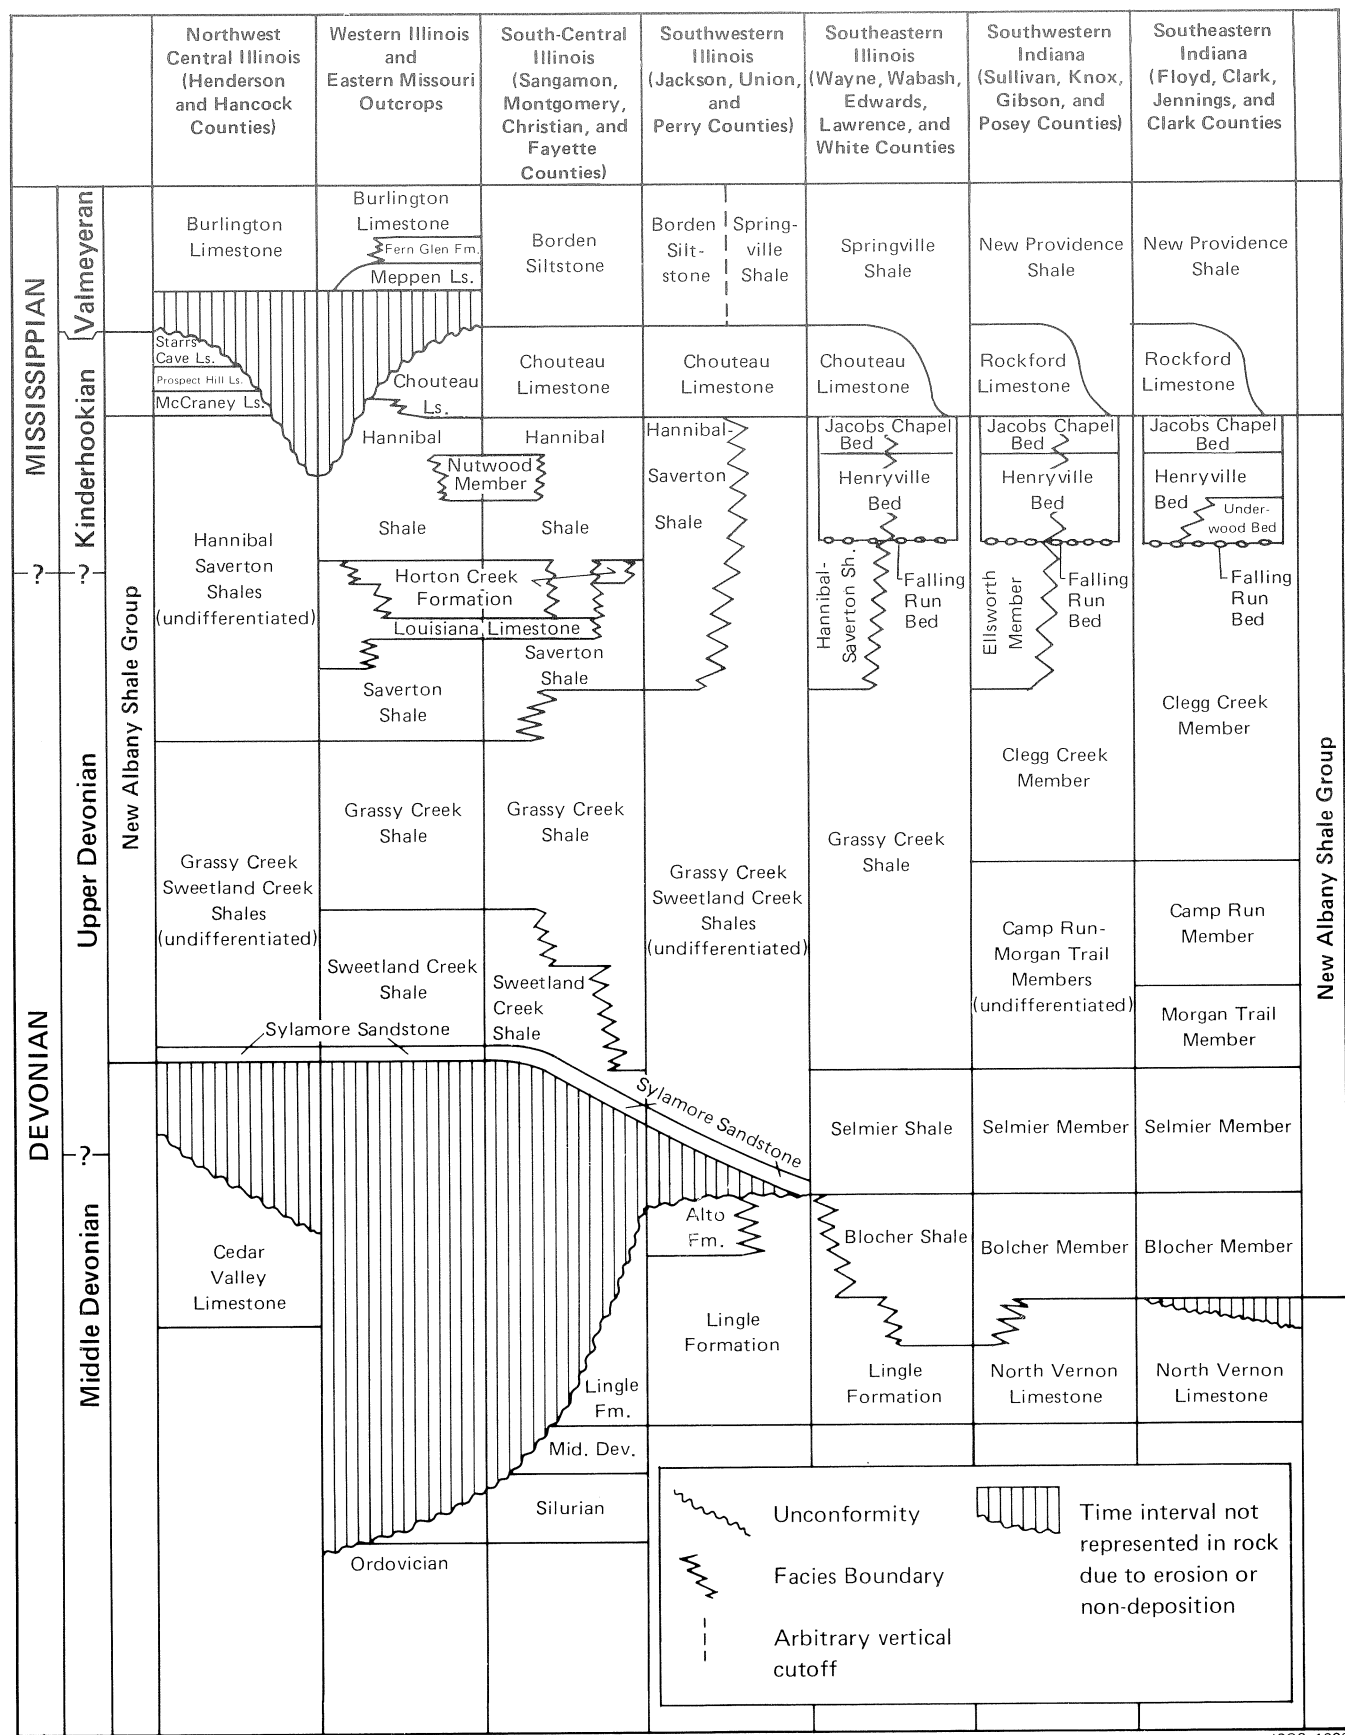 Northwest
Central Illinois
(Henderson
and Hancock
Counties)
Western Illinois
and
Eastern Missouri
Outcrops
South-Central
Illinois
(Sangamon,
Montgomery,
Christian, and
Fayette
Counties)
Southwestern
Illinois
(Jackson, Union,
and
Perry Counties)
Southeastern
Illinois
(Wayne, Wabash,
Edwards,
Lawrence, and
White Counties
Southwestern
Indiana
(Sullivan, Knox,
Gibson, and
Posey Counties)
Southeastern
Indiana
(Floyd, Clark,
Jennings, and
Clark Counties
MISSISSIPPIAN
DEVONIAN
Valmeyeran
Kinderhookian
Upper Devonian
Middle Devonian
?
?
?
New Albany Shale Group
Burlington
Limestone
Starrs
Cave Ls.
Prospect Hill Ls.
McCraney Ls.
Hannibal
Saverton
Shales
(undifferentiated)
Grassy Creek
Sweetland Creek
Shales
(undifferentiated)
Sylamore Sandstone
Cedar
Valley
Limestone
Burlington
Limestone
Fern Glen Fm.
Meppen Ls.
Chouteau
Ls.
Hannibal
Shale
Nutwood
Member
Horton Creek
Formation
Louisiana Limestone
Saverton
Shale
Grassy Creek
Shale
Sweetland Creek
Shale
Ordovician
Borden
Siltstone
Chouteau
Limestone
Hannibal
Shale
Saverton
Shale
Grassy Creek
Shale
Sweetland
Creek
Shale
Lingle
Fm.
Mid. Dev.
Silurian
Borden
Silt-
stone
Spring-
ville
Shale
Chouteau
Limestone
Hannibal-
Saverton
Shale
Grassy Creek
Sweetland Creek
Shales
(undifferentiated)
Sylamore Sandstone
Alto
Fm.
Lingle
Formation
Springville
Shale
Chouteau
Limestone
Jacobs Chapel
Bed
Henryville
Bed
Hannibal-
Saverton Sh.
Falling
Run
Bed
Grassy Creek
Shale
Selmier Shale
Blocher Shale
Lingle
Formation
New Providence
Shale
Rockford
Limestone
Jacobs Chapel
Bed
Henryville
Bed
Ellsworth
Member
Falling
Run
Bed
Clegg Creek
Member
Camp Run-
Morgan Trail
Members
(undifferentiated)
Selmier Member
Bolcher Member
North Vernon
Limestone
New Providence
Shale
Rockford
Limestone
Jacobs Chapel
Bed
Henryville
Bed
Under-
wood Bed
Falling
Run
Bed
Clegg Creek
Member
Camp Run
Member
Morgan Trail
Member
Selmier Member
Blocher Member
North Vernon
Limestone
New Albany Shale Group
Unconformity
Facies Boundary
Arbitrary vertical
cutoff
Time interval not
represented in rock
due to erosion or
non-deposition